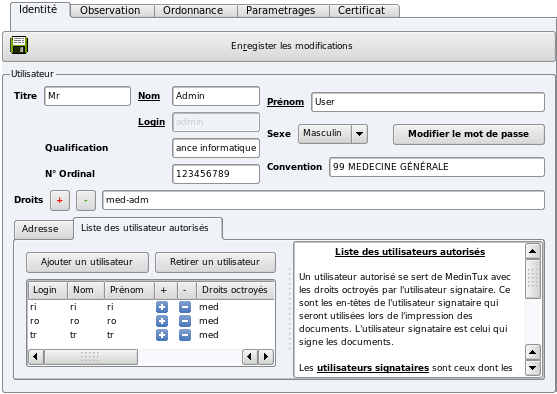 Identité Observation Ordonnance Parametrages Certificat
Enregister les modifications
Utilisateur
Titre Mr Nom Admin Prénom User
Login admin
Sexe Masculin Modifier le mot de passe
Qualification ance informatique
Convention 99 MEDECINE GÉNÉRALE
N° Ordinal 123456789
Droits + - med-adm
Adresse Liste des utilisateur autorisés
Ajouter un utilisateur Retirer un utilisateur
Login Nom Prénom + - Droits octroyés
ri ri ri + - med
ro ro ro + - med
tr tr tr + - med
Liste des utilisateurs autorisés
Un utilisateur autorisé se sert de MedinTux avec
les droits octroyés par l'utilisateur signataire. Ce
sont les en-têtes de l'utilisateur signataire qui
seront utilisées lors de l'impression des
documents. L'utilisateur signataire est celui qui
signe les documents.
Les utilisateurs signataires sont ceux dont les